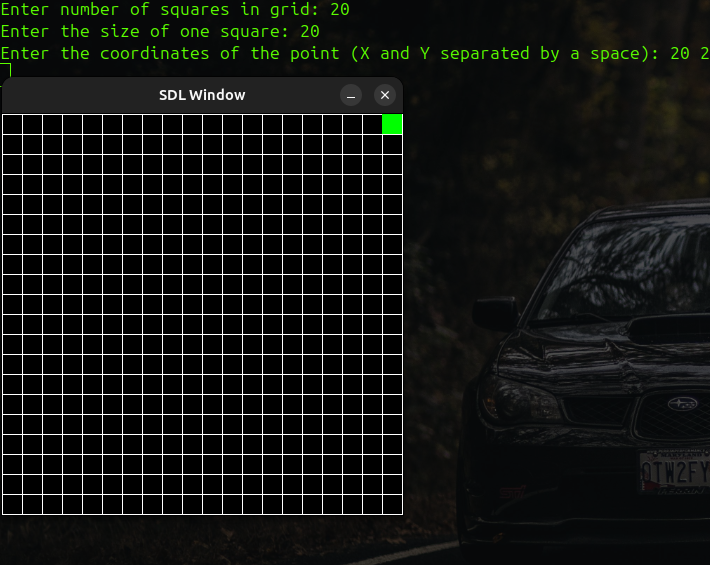 Enter number of squares in grid: 20
Enter the size of one square: 20
Enter the coordinates of the point (X and Y separated by a space): 20 2
SDL Window